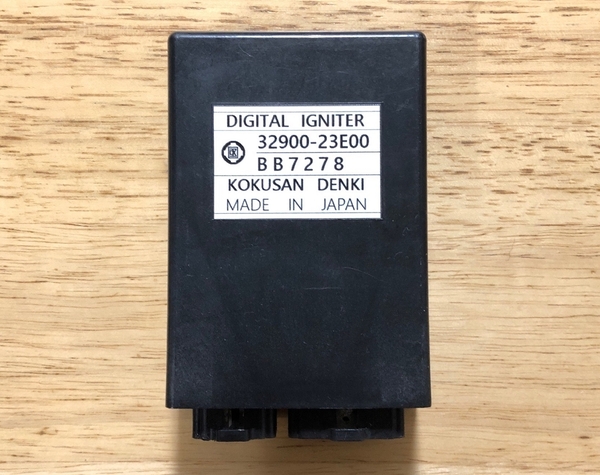 DIGITAL IGNITER
32900-23E00
BB7278
KOKUSAN DENKI
MADE IN JAPAN